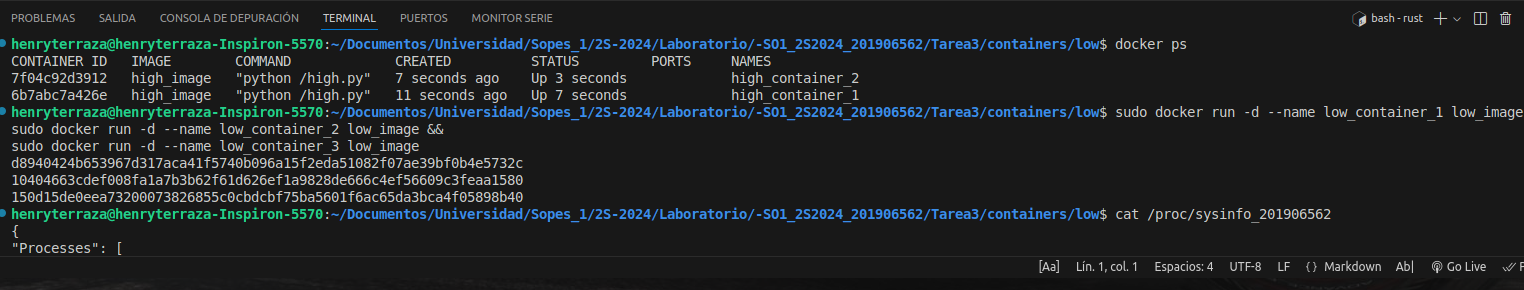 PROBLEMAS SALIDA CONSOLA DE DEPURACIÓN TERMINAL PUERTOS MONITOR SERIE bash - rust
henryterraza@henryterraza-Inspiron-5570:~/Documentos/Universidad/Sopes_1/2S-2024/Laboratorio/-SO1_2S2024_201906562/Tarea3/containers/low$ docker ps
CONTAINER ID IMAGE COMMAND CREATED STATUS PORTS NAMES
7f04c92d3912 high_image "python /high.py" 7 seconds ago Up 3 seconds high_container_2
6b7abc7a426e high_image "python /high.py" 11 seconds ago Up 7 seconds high_container_1
henryterraza@henryterraza-Inspiron-5570:~/Documentos/Universidad/Sopes_1/2S-2024/Laboratorio/-SO1_2S2024_201906562/Tarea3/containers/low$ sudo docker run -d --name low_container_1 low_image
sudo docker run -d --name low_container_2 low_image &&
sudo docker run -d --name low_container_3 low_image
d8940424b653967d317aca41f5740b096a15f2eda51082f07ae39bf0b4e5732c
10404663cdef008fa1a7b3b62f61d626ef1a9828de666c4ef56609c3feaa1580
150d15de0eea73200073826855c0cbdcbf75ba5601f6ac65da3bca4f05898b40
henryterraza@henryterraza-Inspiron-5570:~/Documentos/Universidad/Sopes_1/2S-2024/Laboratorio/-SO1_2S2024_201906562/Tarea3/containers/low$ cat /proc/sysinfo_201906562
{
"Processes": [
[Aa] Lín. 1, col. 1 Espacios: 4 UTF-8 LF {} Markdown Ab| Go Live